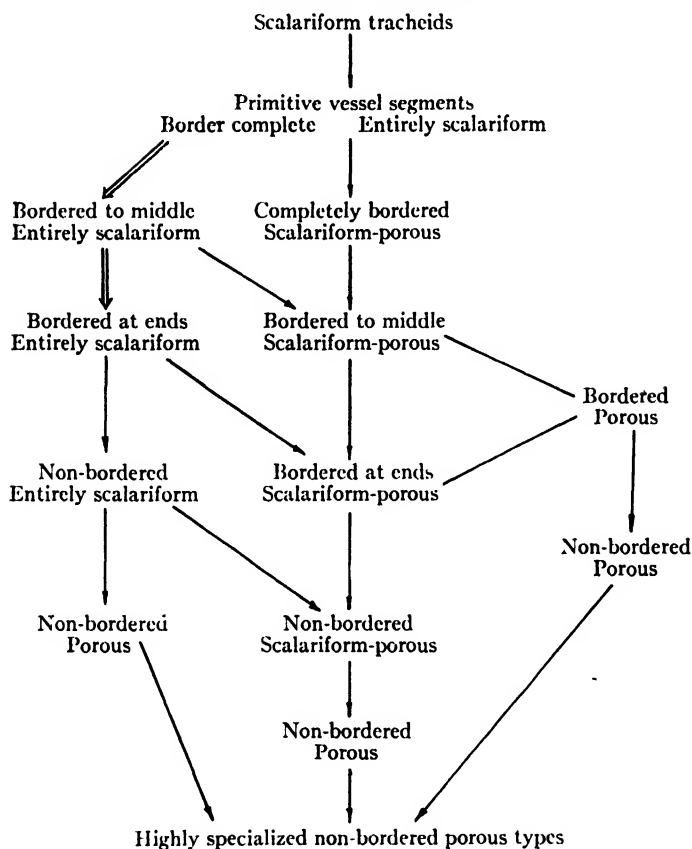 Scalariform tracheids
Primitive vessel segments
Border complete Entirely scalariform
Bordered to middle
Entirely scalariform
Completely bordered
Scalariform-porous
Bordered at ends
Entirely scalariform
Bordered to middle
Scalariform-porous
Bordered
Porous
Non-bordered
Entirely scalariform
Bordered at ends
Scalariform-porous
Non-bordered
Porous
Non-bordered
Porous
Non-bordered
Scalariform-porous
Non-bordered
Porous
Highly specialized non-bordered porous types